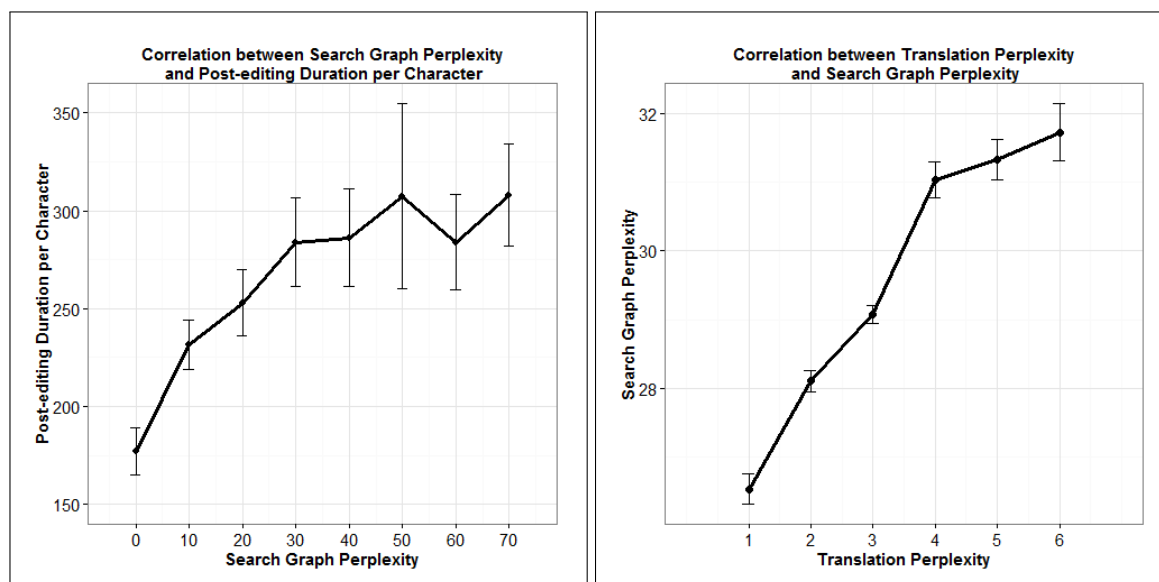 Correlation between Search Graph Perplexity
and Post-editing Duration per Character
Post-editing Duration per Character
350
300
250
200
150
0 10 20 30 40 50 60 70
Search Graph Perplexity
Correlation between Translation Perplexity
and Search Graph Perplexity
Search Graph Perplexity
32
30
28
1 2 3 4 5 6
Translation Perplexity